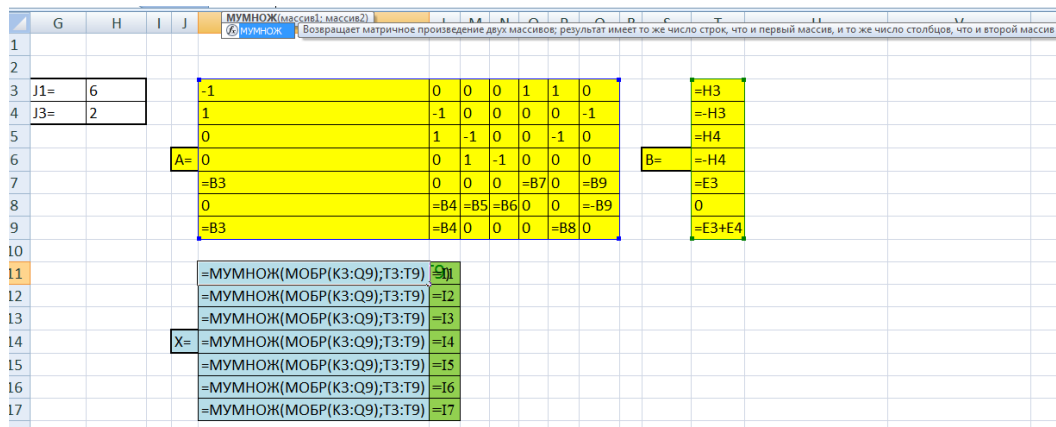 МУМНОЖ(массив1; массив2)
G H I J L M N O P Q R S T U V
МУМНОЖ Возвращает матричное произведение двух массивов; результат имеет то же число строк, что и первый массив, и то же число столбцов, что и второй массив
1
2
3 J1= 6 -1 0 0 0 1 1 0 =H3
4 J3= 2 1 -1 0 0 0 0 -1 =-H3
5 0 1 -1 0 0 -1 0 =H4
6 A= 0 0 1 -1 0 0 0 B= =-H4
7 =B3 0 0 0 =B7 0 =B9 =E3
8 0 =B4 =B5 =B6 0 0 =-B9 0
9 =B3 =B4 0 0 0 =B8 0 =E3+E4
10
11 =МУМНОЖ(МОБР(K3:Q9);T3:T9) =I1
12 =МУМНОЖ(МОБР(K3:Q9);T3:T9) =I2
13 =МУМНОЖ(МОБР(K3:Q9);T3:T9) =I3
14 X= =МУМНОЖ(МОБР(K3:Q9);T3:T9) =I4
15 =МУМНОЖ(МОБР(K3:Q9);T3:T9) =I5
16 =МУМНОЖ(МОБР(K3:Q9);T3:T9) =I6
17 =МУМНОЖ(МОБР(K3:Q9);T3:T9) =I7